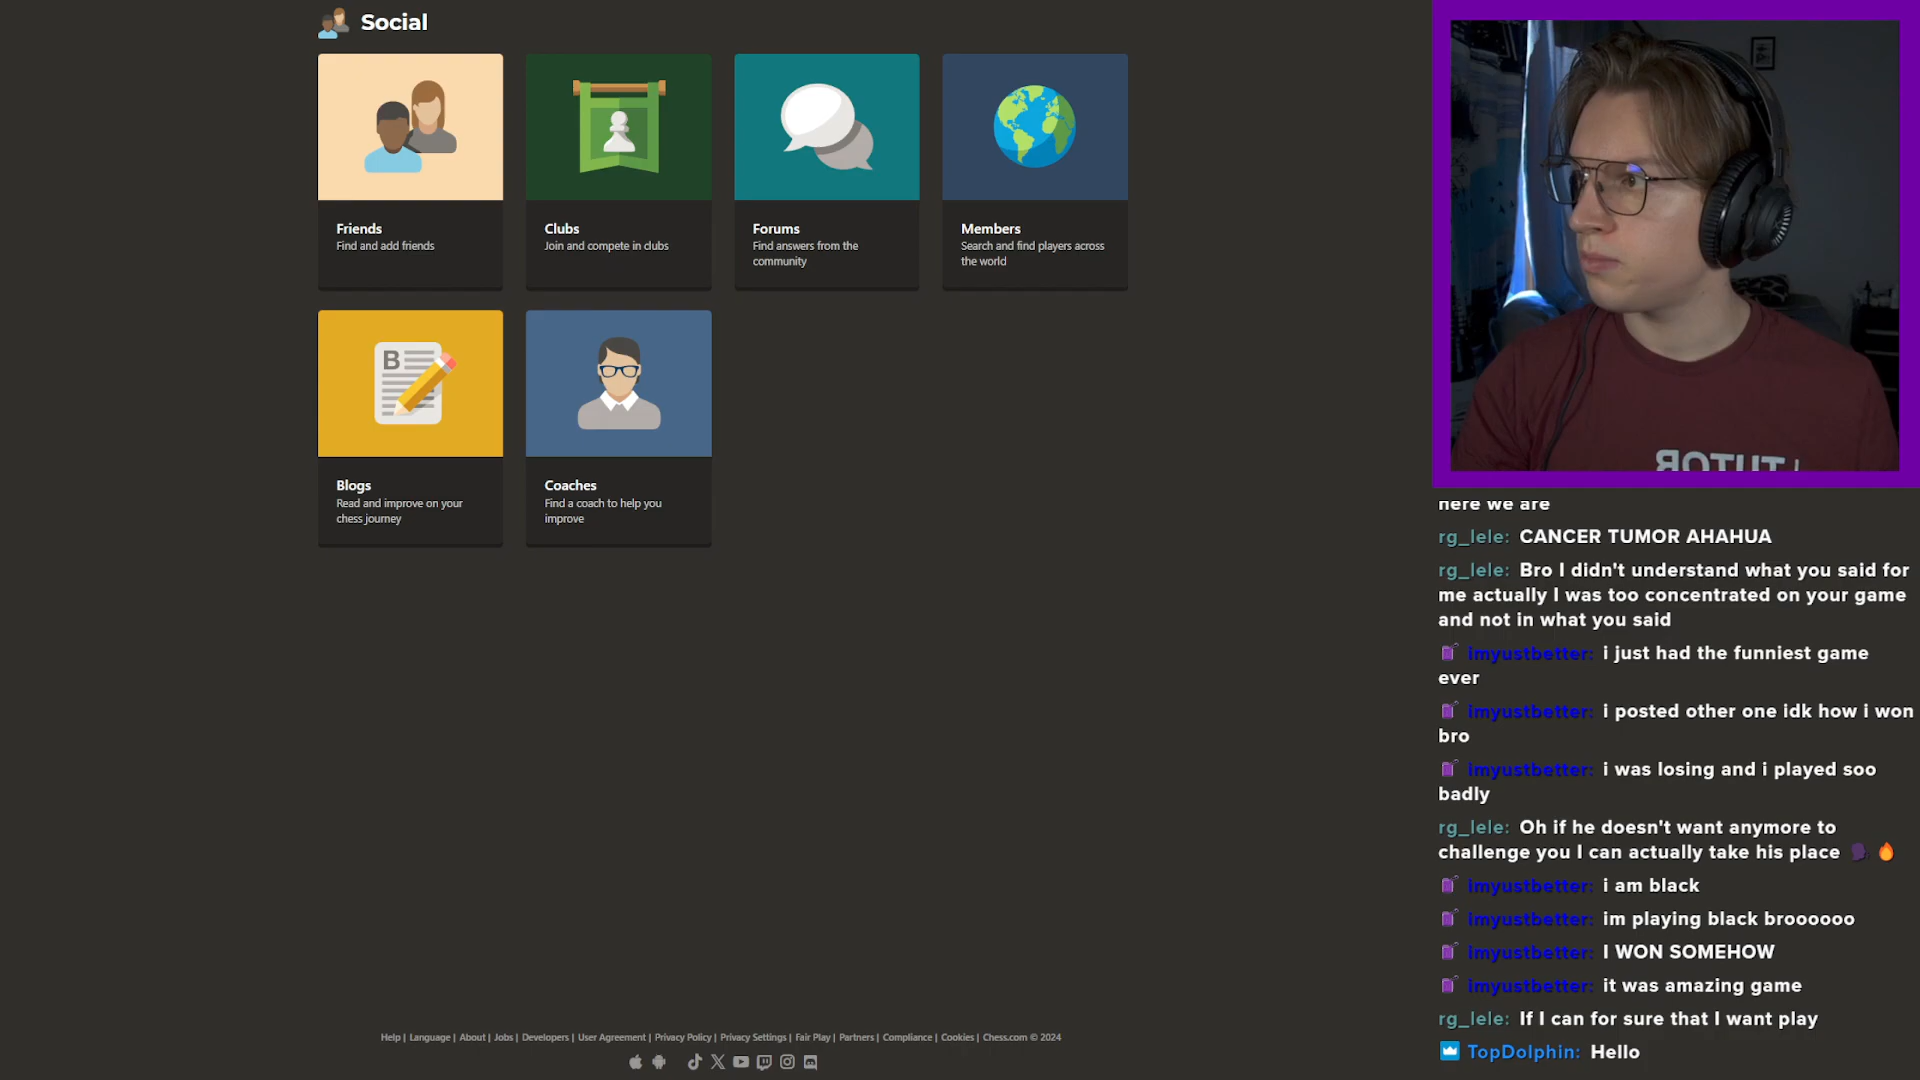 Social
Friends
Find and add friends
Clubs
Join and compete in clubs
Forums
Find answers from the
community
Members
Search and find players across
the world
B
Blogs
Read and improve on your
chess journey
Coaches
Find a coach to help you
improve
Help | Language | About | Jobs | Developers | User Agreement | Privacy Policy | Privacy Settings | Fair Play | Partners | Compliance | Cookies | Chess.com © 2024
TUTOR
here we are
rg_lele: CANCER TUMOR AHAHUA
rg_lele: Bro I didn't understand what you said for
me actually I was too concentrated on your game
and not in what you said
imyustbetter: i just had the funniest game
ever
imyustbetter: i posted other one idk how i won
bro
imyustbetter: i was losing and i played soo
badly
rg_lele: Oh if he doesn't want anymore to
challenge you I can actually take his place
imyustbetter: i am black
imyustbetter: im playing black broooooo
imyustbetter: I WON SOMEHOW
imyustbetter: it was amazing game
rg_lele: If I can for sure that I want play
TopDolphin: Hello